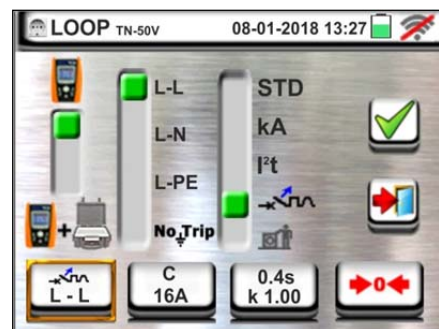 LOOP TN-50V 08-01-2018 13:27
L-L STD
L-N kA
L-PE I²t
No Trip
L - L
C
16A
0.4s
k 1.00
0